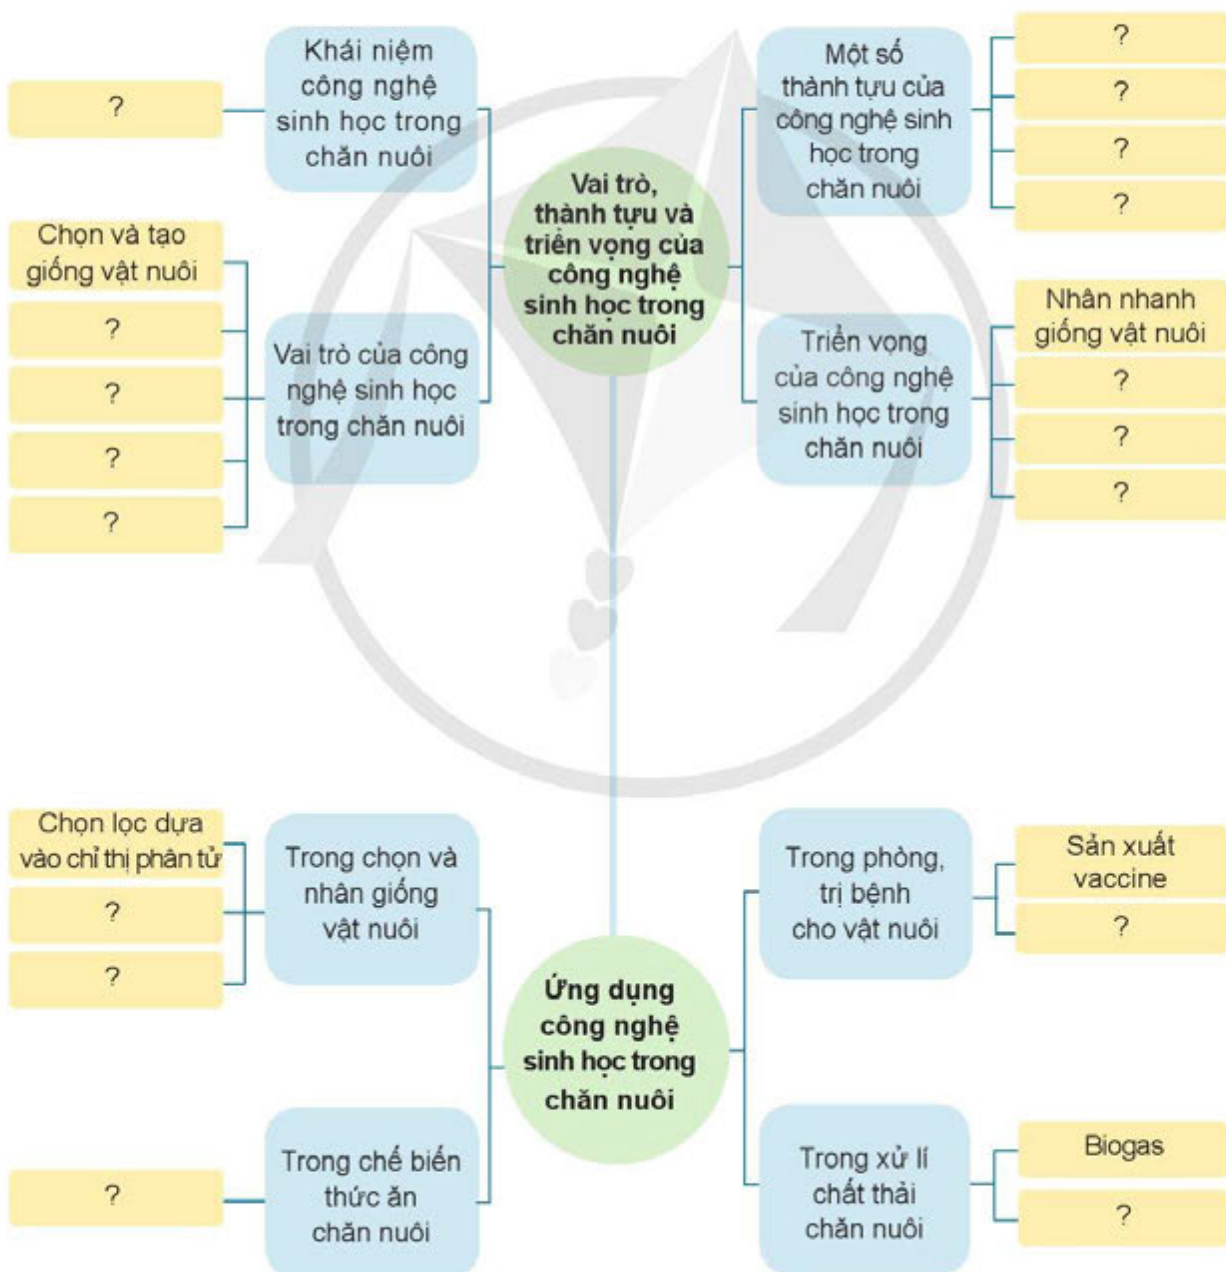 Khái niệm
công nghệ
sinh học trong
chăn nuôi
?
Chọn và tạo
giống vật nuôi
?
?
?
?
Vai trò của công
nghệ sinh học
trong chăn nuôi
Vai trò,
thành tựu và
triển vọng của
công nghệ
sinh học trong
chăn nuôi
Một số
thành tựu của
công nghệ sinh
học trong
chăn nuôi
?
?
?
?
Triển vọng
của công nghệ
sinh học trong
chăn nuôi
Nhân nhanh
giống vật nuôi
?
?
?
Chọn lọc dựa
vào chỉ thị phân tử
?
?
Trong chọn và
nhân giống
vật nuôi
?
Trong chế biến
thức ăn
chăn nuôi
Ứng dụng
công nghệ
sinh học trong
chăn nuôi
Trong phòng,
trị bệnh
cho vật nuôi
Sản xuất
vaccine
?
Trong xử lí
chất thải
chăn nuôi
Biogas
?